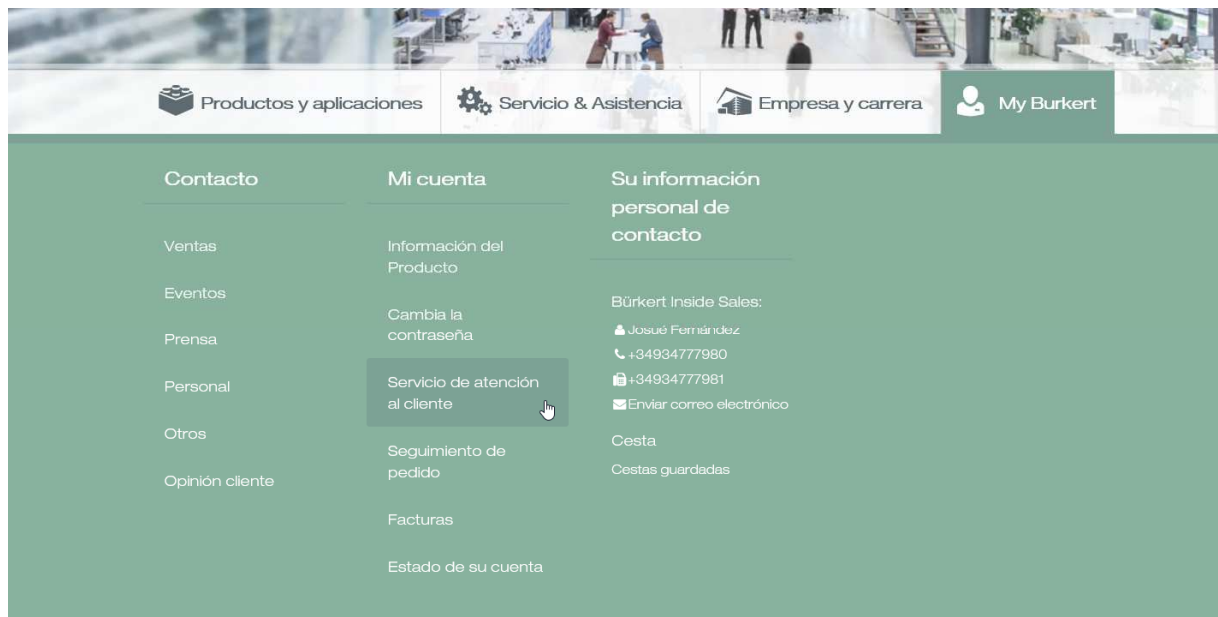 Productos y aplicaciones
Servicio & Asistencia
Empresa y carrera
My Burkert
Contacto
Ventas
Eventos
Prensa
Personal
Otros
Opinión cliente
Mi cuenta
Información del
Producto
Cambia la
contraseña
Servicio de atención
al cliente
Seguimiento de
pedido
Facturas
Estado de su cuenta
Su información
personal de
contacto
Bürkert Inside Sales:
Josué Fernández
+34934777980
+34934777981
Enviar correo electrónico
Cesta
Cestas guardadas